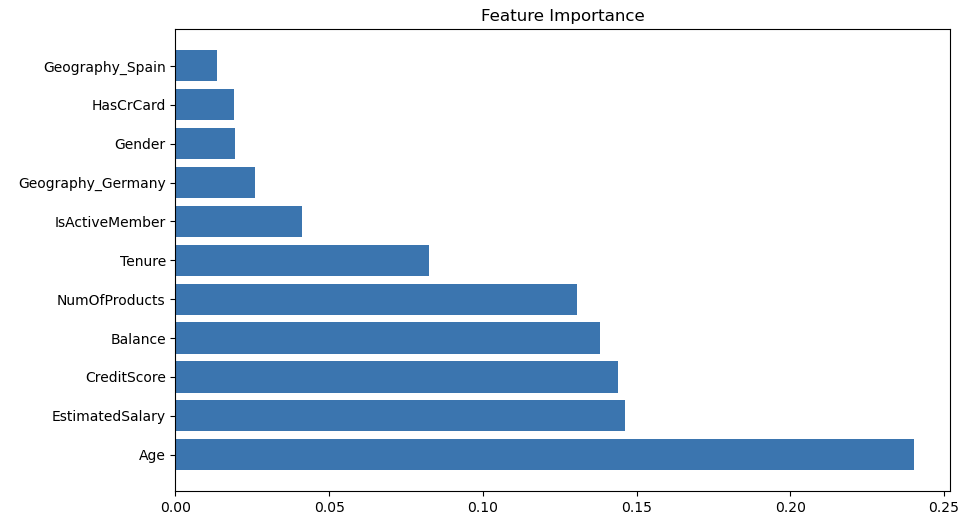 Feature Importance
Geography_Spain
HasCrCard
Gender
Geography_Germany
IsActiveMember
Tenure
NumOfProducts
Balance
CreditScore
EstimatedSalary
Age
0.00 0.05 0.10 0.15 0.20 0.25